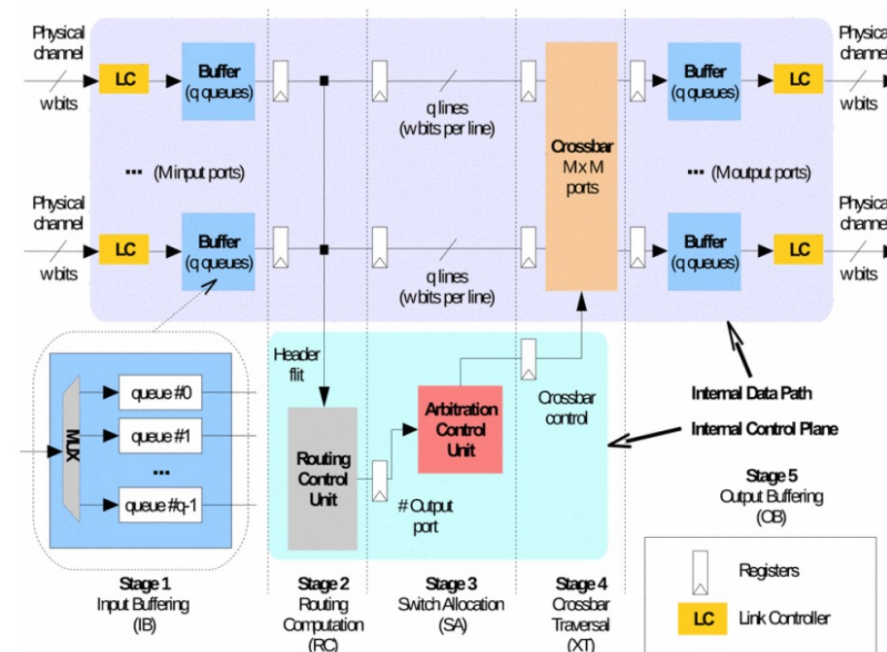 Physical
channel
w bits
LC
Buffer
(q queues)
q lines
(w bits per line)
Crossbar
M x M
ports
Buffer
(q queues)
LC
Physical
channel
w bits
... (M input ports)
... (M output ports)
Physical
channel
w bits
LC
Buffer
(q queues)
q lines
(w bits per line)
Buffer
(q queues)
LC
Physical
channel
w bits
MUX
queue #0
queue #1
...
queue #q-1
Header
flit
Routing
Control
Unit
# Output
port
Arbitration
Control
Unit
Crossbar
control
Internal Data Path
Internal Control Plane
Stage 1
Input Buffering
(IB)
Stage 2
Routing
Computation
(RC)
Stage 3
Switch Allocation
(SA)
Stage 4
Crossbar
Traversal
(XT)
Stage 5
Output Buffering
(OB)
Registers
LC
Link Controller